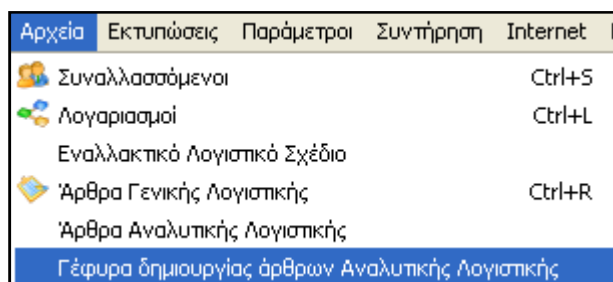 Αρχεία Εκτυπώσεις Παράμετροι Συντήρηση Internet
Συναλλασσόμενοι Ctrl+S
Λογαριασμοί Ctrl+L
Εναλλακτικό Λογιστικό Σχέδιο
Άρθρα Γενικής Λογιστικής Ctrl+R
Άρθρα Αναλυτικής Λογιστικής
Γέφυρα δημιουργίας άρθρων Αναλυτικής Λογιστικής